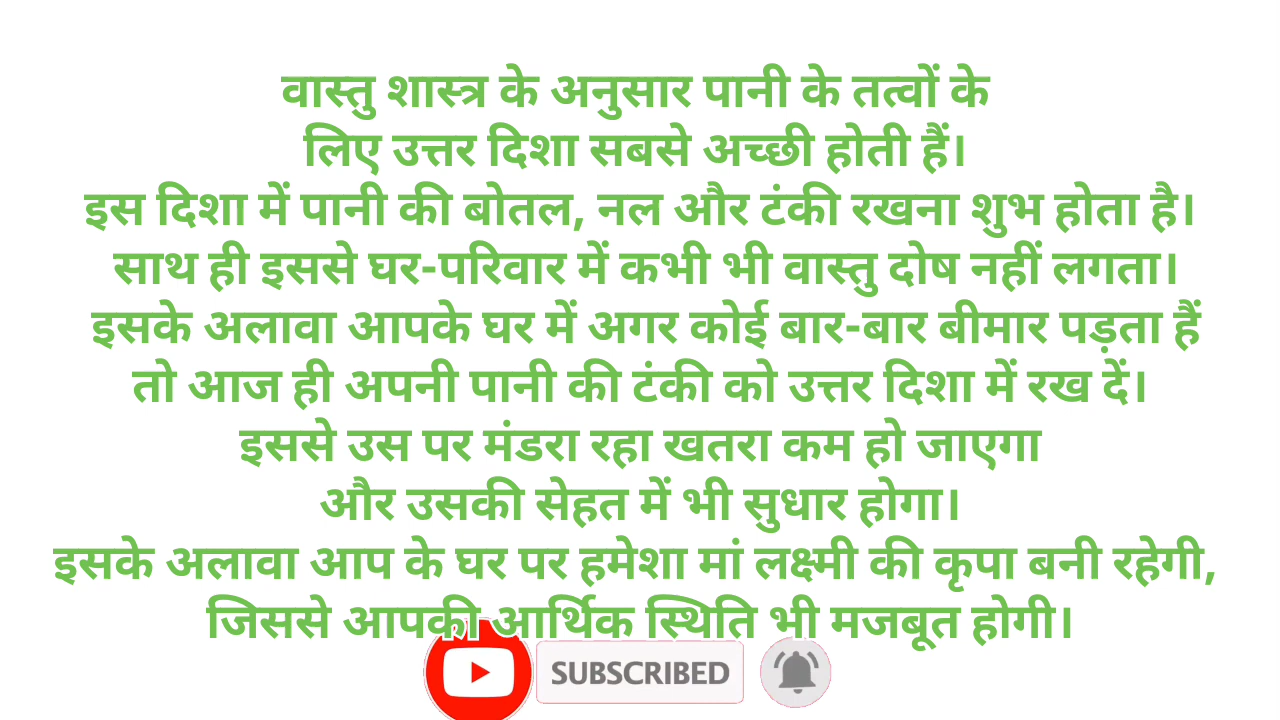 वास्तु शास्त्र के अनुसार पानी के तत्वों के
लिए उत्तर दिशा सबसे अच्छी होती हैं।
इस दिशा में पानी की बोतल, नल और टंकी रखना शुभ होता है।
साथ ही इससे घर-परिवार में कभी भी वास्तु दोष नहीं लगता।
इसके अलावा आपके घर में अगर कोई बार-बार बीमार पड़ता हैं
तो आज ही अपनी पानी की टंकी को उत्तर दिशा में रख दें।
इससे उस पर मंडरा रहा खतरा कम हो जाएगा
और उसकी सेहत में भी सुधार होगा।
इसके अलावा आप के घर पर हमेशा मां लक्ष्मी की कृपा बनी रहेगी,
जिससे आपकी आर्थिक स्थिति भी मजबूत होगी।
SUBSCRIBED